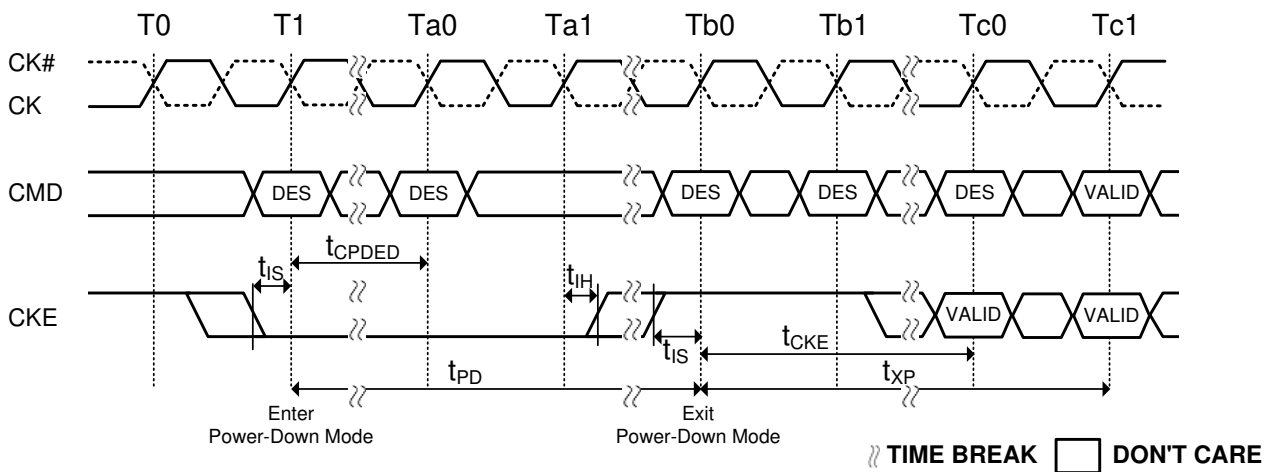 T0 T1 Ta0 Ta1 Tb0 Tb1 Tc0 Tc1
CK#
CK
CMD DES DES DES DES DES VALID
tCPDED
tIS tIH
CKE VALID VALID
tIS tCKE
tPD tXP
Enter
Power-Down Mode
Exit
Power-Down Mode
TIME BREAK DON'T CARE